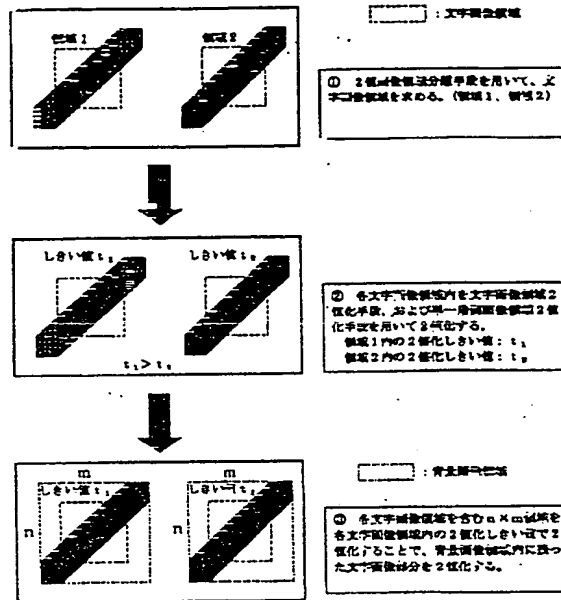 領域1
領域2
：文字画像領域
① 2値画像領域分離手段を用いて、文
字画像領域を求める。(領域1、領域2)
しきい値 t₁
しきい値 t₂
t₁＞t₂
② 各文字画像領域内を文字画像領域2
値化手段、および単一画像領域2値
化手段を用いて2値化する。
領域1内の2値化しきい値：t₁
領域2内の2値化しきい値：t₂
m
m
しきい値 t₁
しきい値
n
n
：背景画像領域
③ 各文字画像領域を含むn×m領域を
各文字画像領域内の2値化しきい値で2
値化することで、背景画像領域内に残っ
た文字画像部分を2値化する。